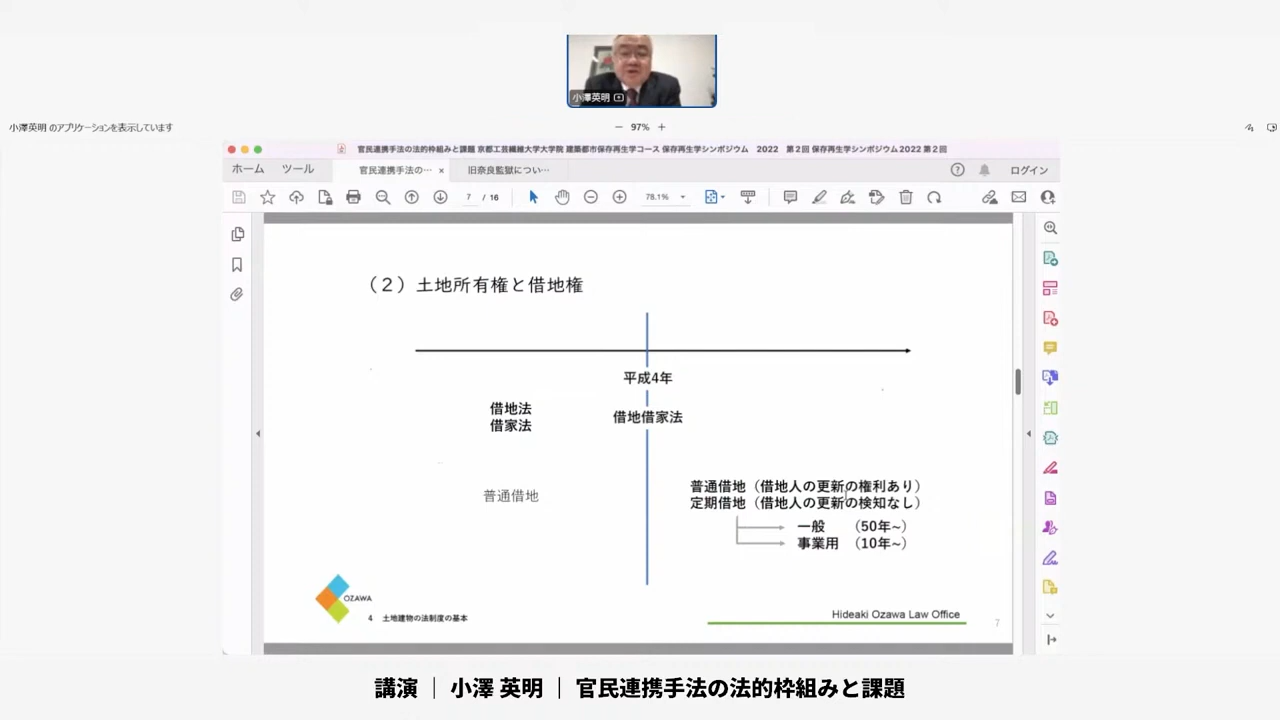 小澤英明
小澤英明 のアプリケーションを表示しています
97%
官民連携手法の法的枠組みと課題 京都工芸繊維大学大学院 建築都市保存再生学コース 保存再生学シンポジウム 2022 第2回 保存再生学シンポジウム2022 第2回
ホーム ツール 官民連携手法の… × 旧奈良監獄につい… ログイン
7 / 16 78.1%
（２）土地所有権と借地権
平成4年
借地法
借家法
借地借家法
普通借地
普通借地（借地人の更新の権利あり）
定期借地（借地人の更新の検知なし）
一般 （50年~）
事業用 （10年~）
OZAWA
4 土地建物の法制度の基本
Hideaki Ozawa Law Office
7
講演 ｜ 小澤 英明 ｜ 官民連携手法の法的枠組みと課題